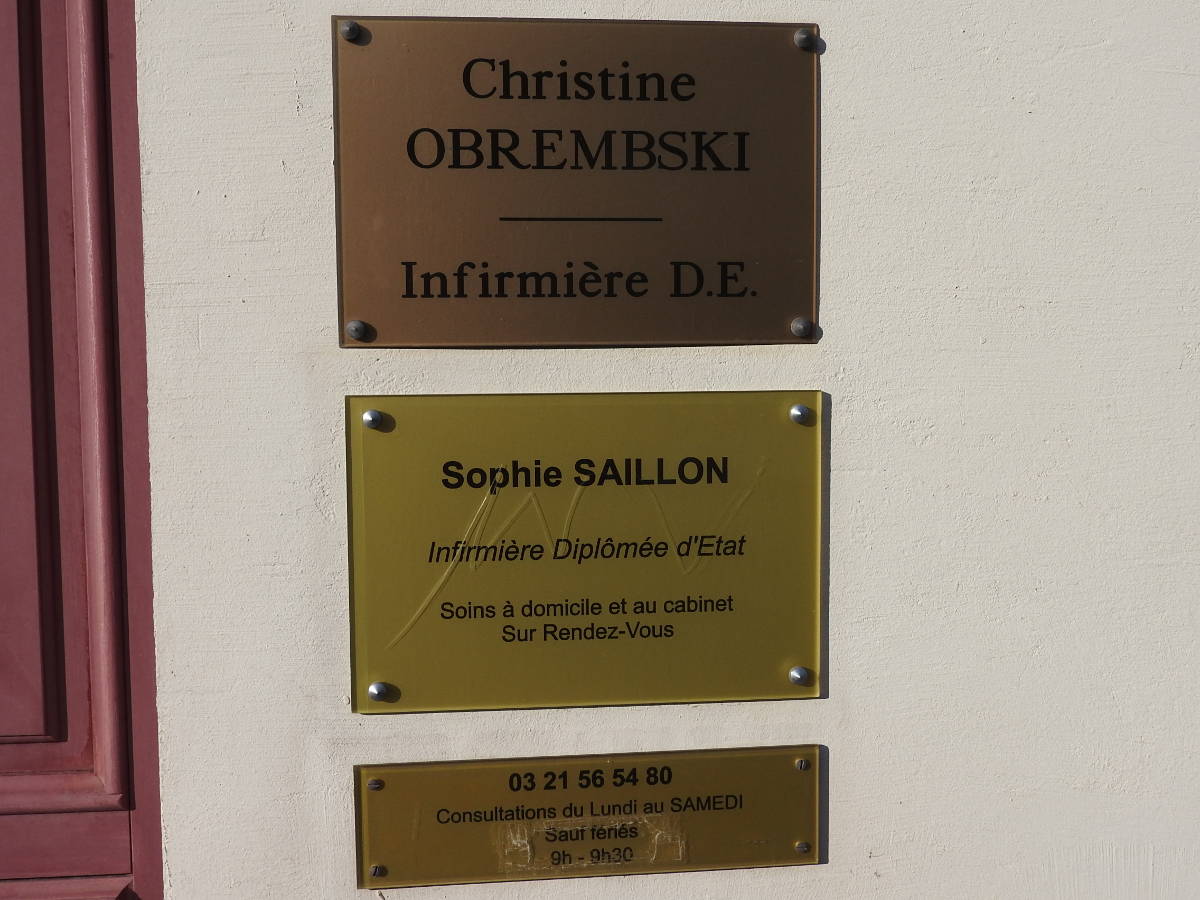 Christine
OBREMBSKI
Infirmière D.E.
Sophie SAILLON
Infirmière Diplômée d'Etat
Soins à domicile et au cabinet
Sur Rendez-Vous
03 21 56 54 80
Consultations du Lundi au SAMEDI
Sauf fériés
9h - 9h30